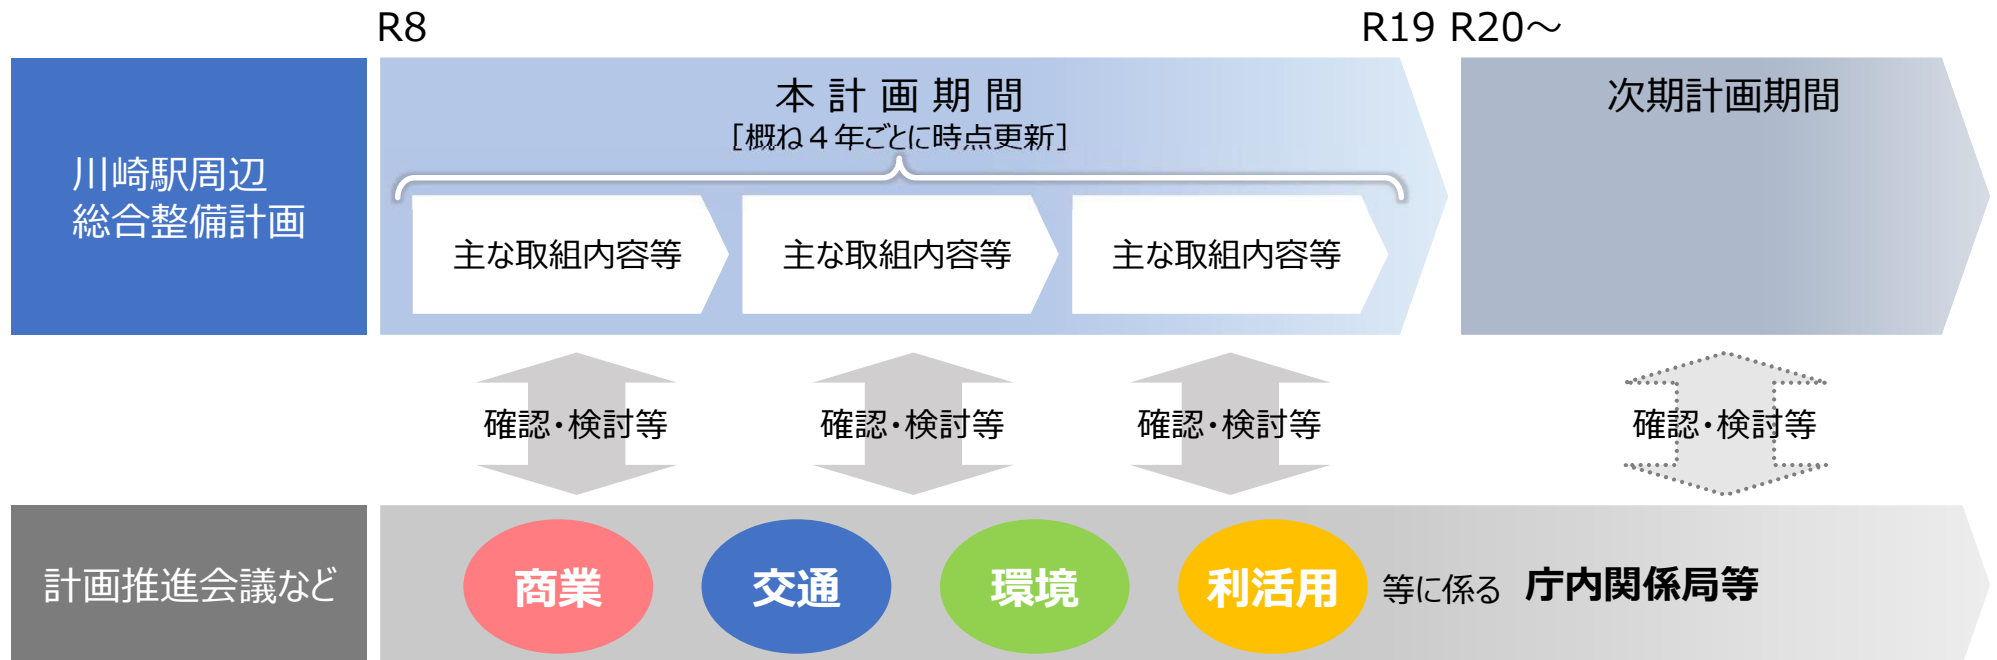 R8
R19 R20～
川崎駅周辺
総合整備計画
本計画期間
[概ね４年ごとに時点更新]
主な取組内容等
主な取組内容等
主な取組内容等
次期計画期間
確認・検討等
確認・検討等
確認・検討等
確認・検討等
計画推進会議など
商業
交通
環境
利活用
等に係る 庁内関係局等